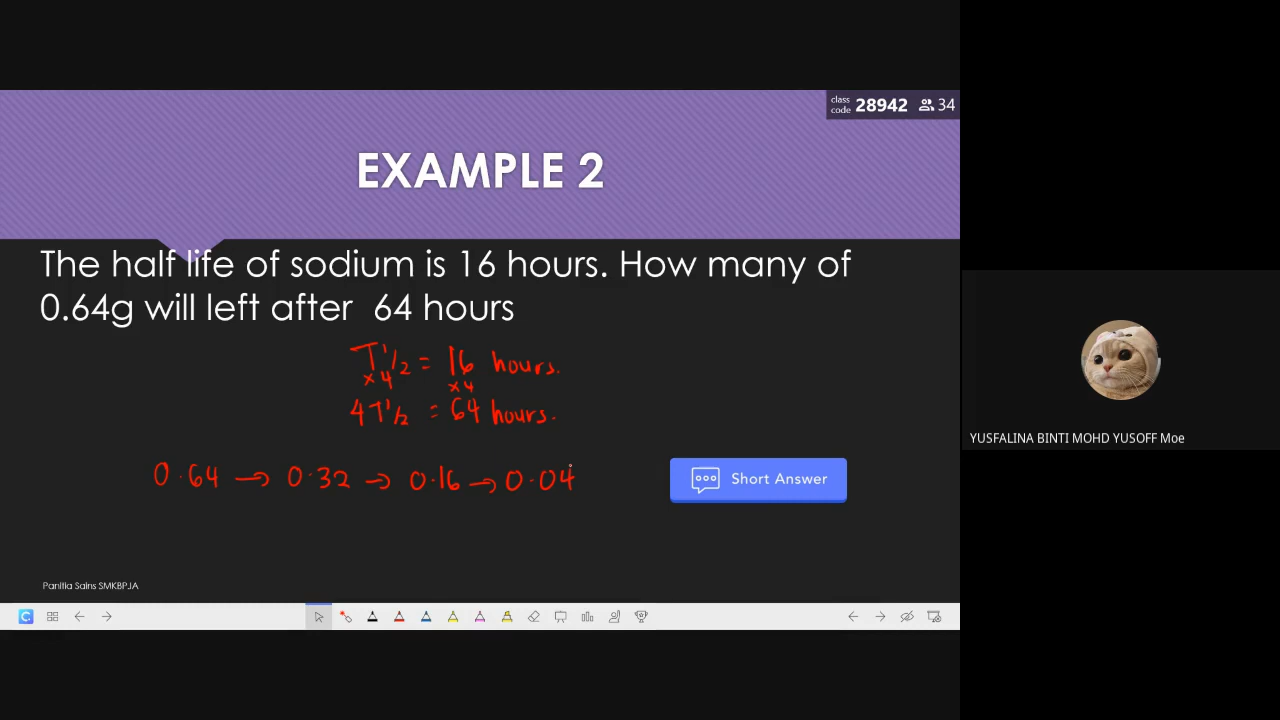 class code 28942 34
EXAMPLE 2
The half life of sodium is 16 hours. How many of
0.64g will left after 64 hours
T1/2 = 16 hours.
×4 ×4
4T1/2 = 64 hours.
0.64 → 0.32 → 0.16 → 0.04
Short Answer
YUSFALINA BINTI MOHD YUSOFF Moe
Panitia Sains SMKBPJA